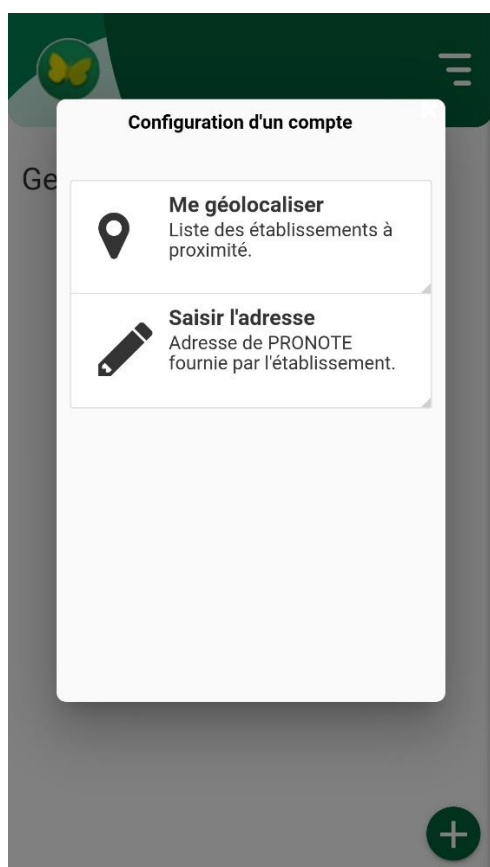 Configuration d'un compte
Ge
Me géolocaliser
Liste des établissements à
proximité.
Saisir l'adresse
Adresse de PRONOTE
fournie par l'établissement.